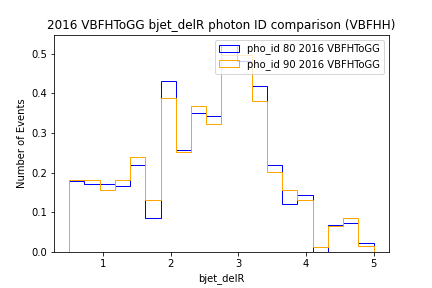 2016 VBFHToGG bjet_delR photon ID comparison (VBFHH)
pho_id 80 2016 VBFHToGG
pho_id 90 2016 VBFHToGG
Number of Events
0.5
0.4
0.3
0.2
0.1
0.0
1 2 3 4 5
bjet_delR